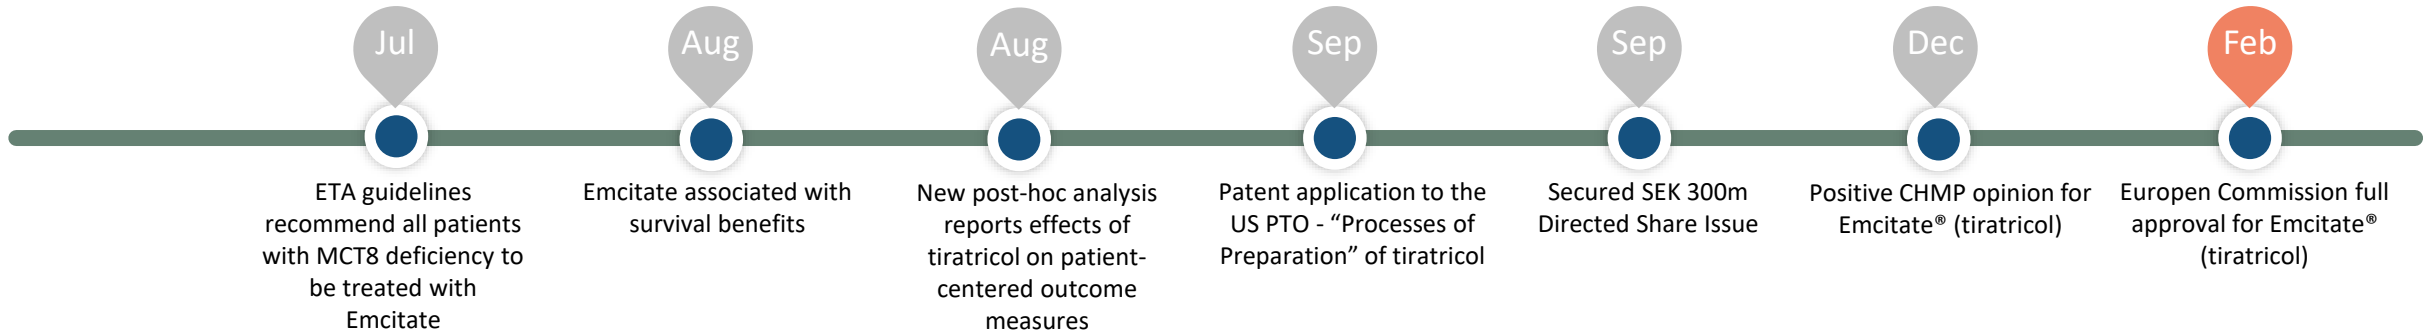 Jul
ETA guidelines
recommend all patients
with MCT8 deficiency to
be treated with
Emcitate
Aug
Emcitate associated with
survival benefits
Aug
New post-hoc analysis
reports effects of
tiratricol on patient-
centered outcome
measures
Sep
Patent application to the
US PTO - “Processes of
Preparation” of tiratricol
Sep
Secured SEK 300m
Directed Share Issue
Dec
Positive CHMP opinion for
Emcitate® (tiratricol)
Feb
Europen Commission full
approval for Emcitate®
(tiratricol)